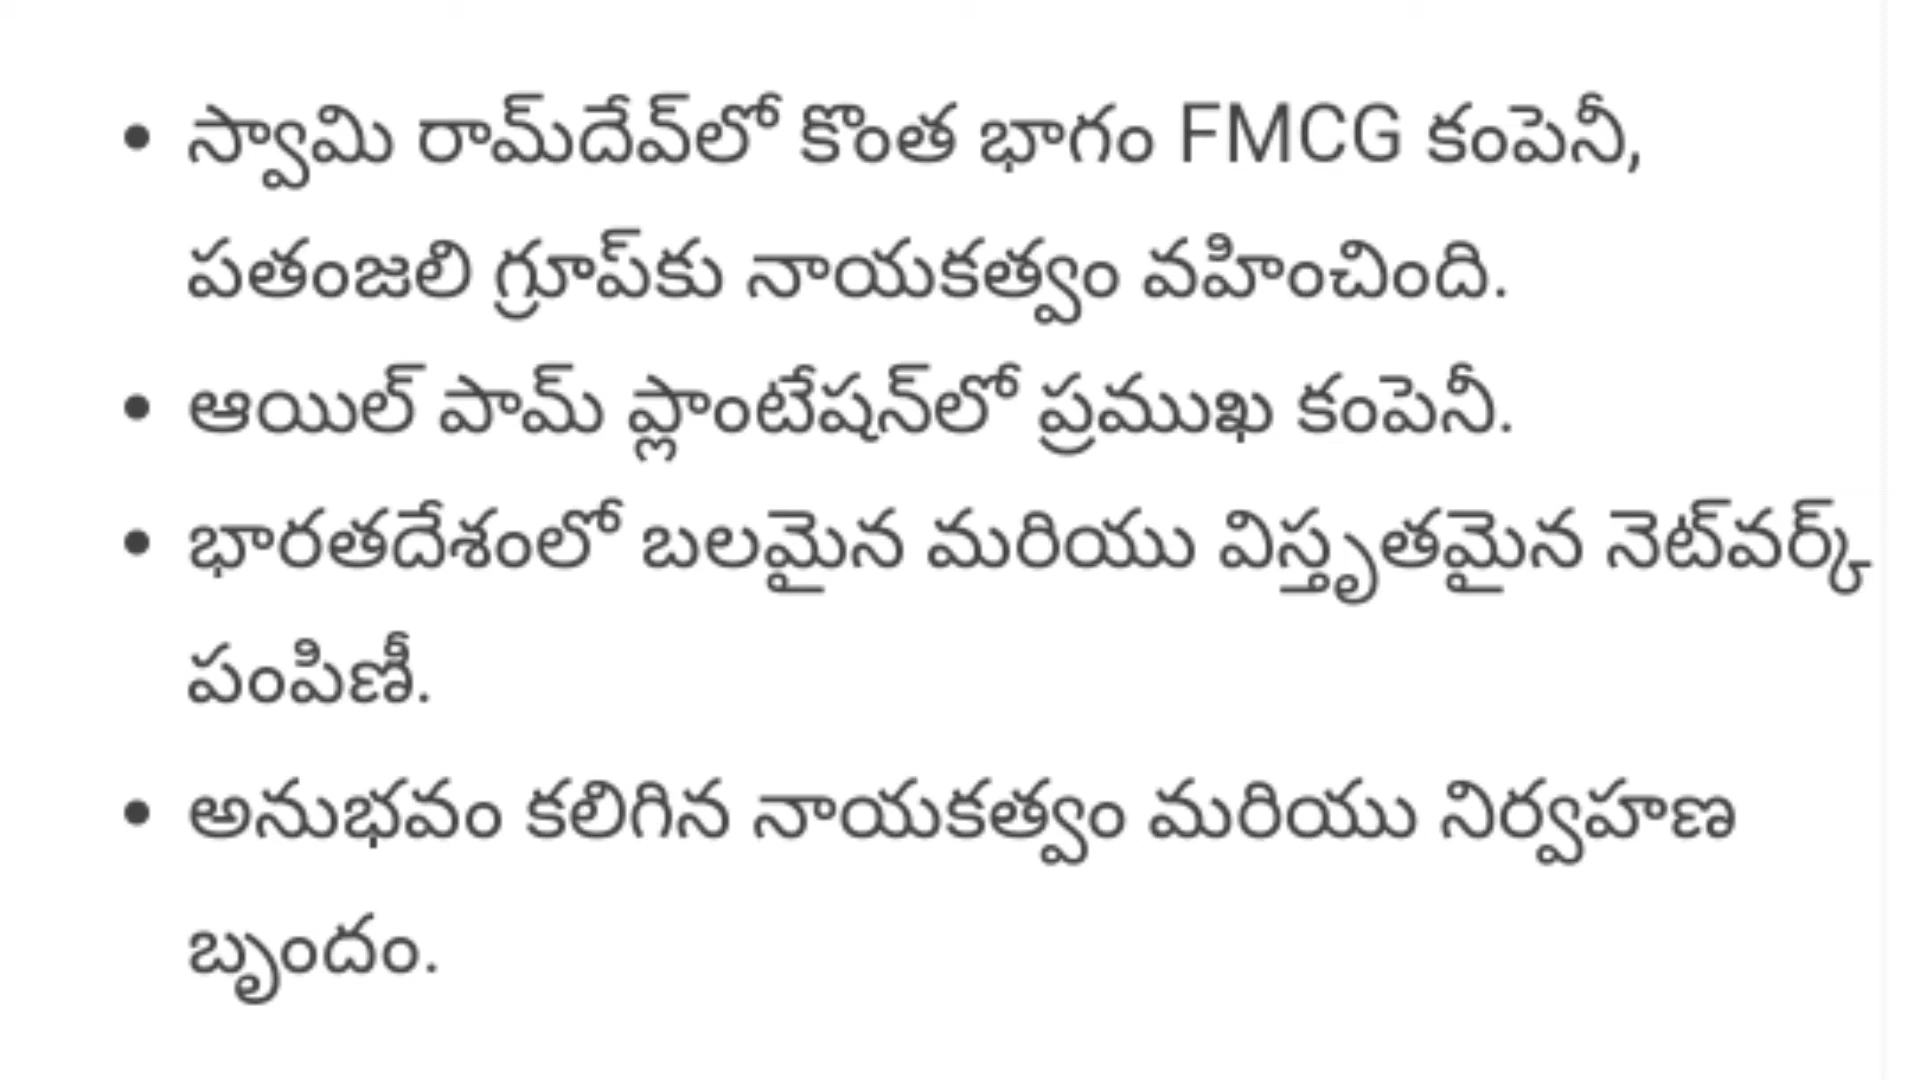 • స్వామి రామ్‌దేవ్‌లో కొంత భాగం FMCG కంపెనీ,
పతంజలి గ్రూప్‌కు నాయకత్వం వహించింది.
• ఆయిల్ పామ్ ప్లాంటేషన్‌లో ప్రముఖ కంపెనీ.
• భారతదేశంలో బలమైన మరియు విస్తృతమైన నెట్‌వర్క్
పంపిణీ.
• అనుభవం కలిగిన నాయకత్వం మరియు నిర్వహణ
బృందం.